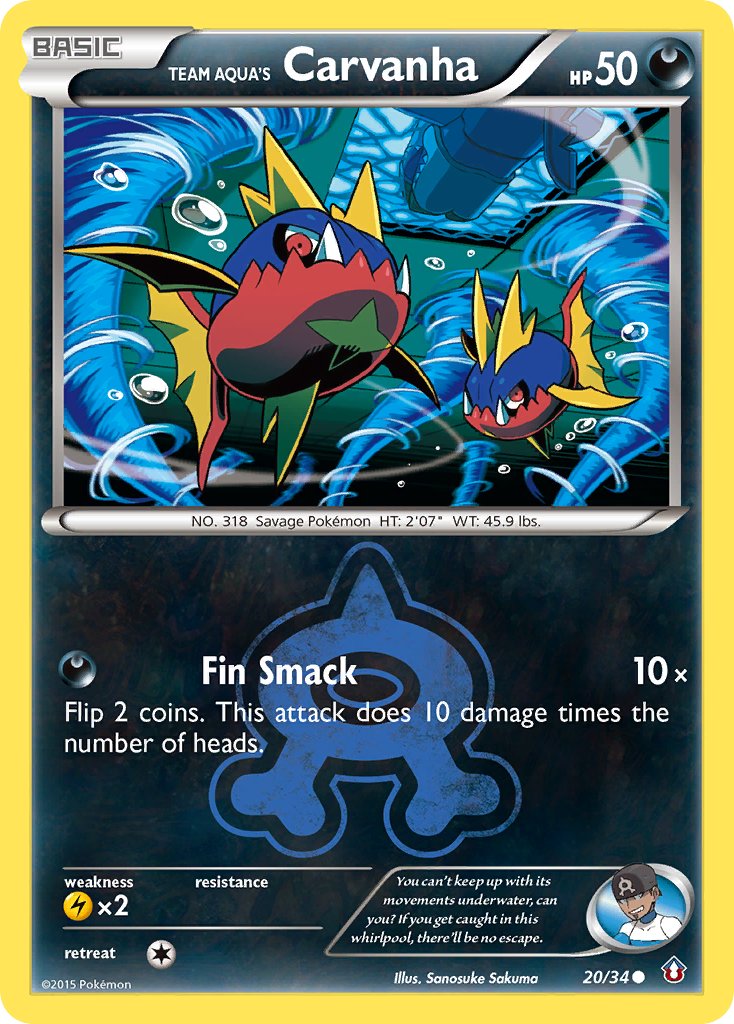 BASIC TEAM AQUA'S Carvanha HP50
NO. 318 Savage Pokémon HT: 2'07" WT: 45.9 lbs.
Fin Smack 10×
Flip 2 coins. This attack does 10 damage times the
number of heads.
weakness resistance
×2
retreat
You can't keep up with its
movements underwater, can
you? If you get caught in this
whirlpool, there'll be no escape.
©2015 Pokémon Illus. Sanosuke Sakuma 20/34